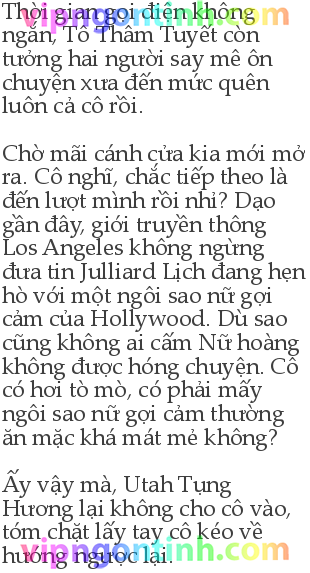 Thời gian gọi điện không
ngắn, Tô Thâm Tuyết còn
tưởng hai người say mê ôn
chuyện xưa đến mức quên
luôn cả cô rồi.

Chờ mãi cánh cửa kia mới mở
ra. Cô nghĩ, chắc tiếp theo là
đến lượt mình rồi nhỉ? Dạo
gần đây, giới truyền thông
Los Angeles không ngừng
đưa tin Julliard Lịch đang hẹn
hò với một ngôi sao nữ gợi
cảm của Hollywood. Dù sao
cũng không ai cấm Nữ hoàng
không được hóng chuyện. Cô
có hơi tò mò, có phải mấy
ngôi sao nữ gợi cảm thường
ăn mặc khá mát mẻ không?

Ấy vậy mà, Utah Tụng
Hương lại không cho cô vào,
tóm chặt lấy tay cô kéo về
hướng ngược lại.
vipngontinh.com
vipngontinh.com